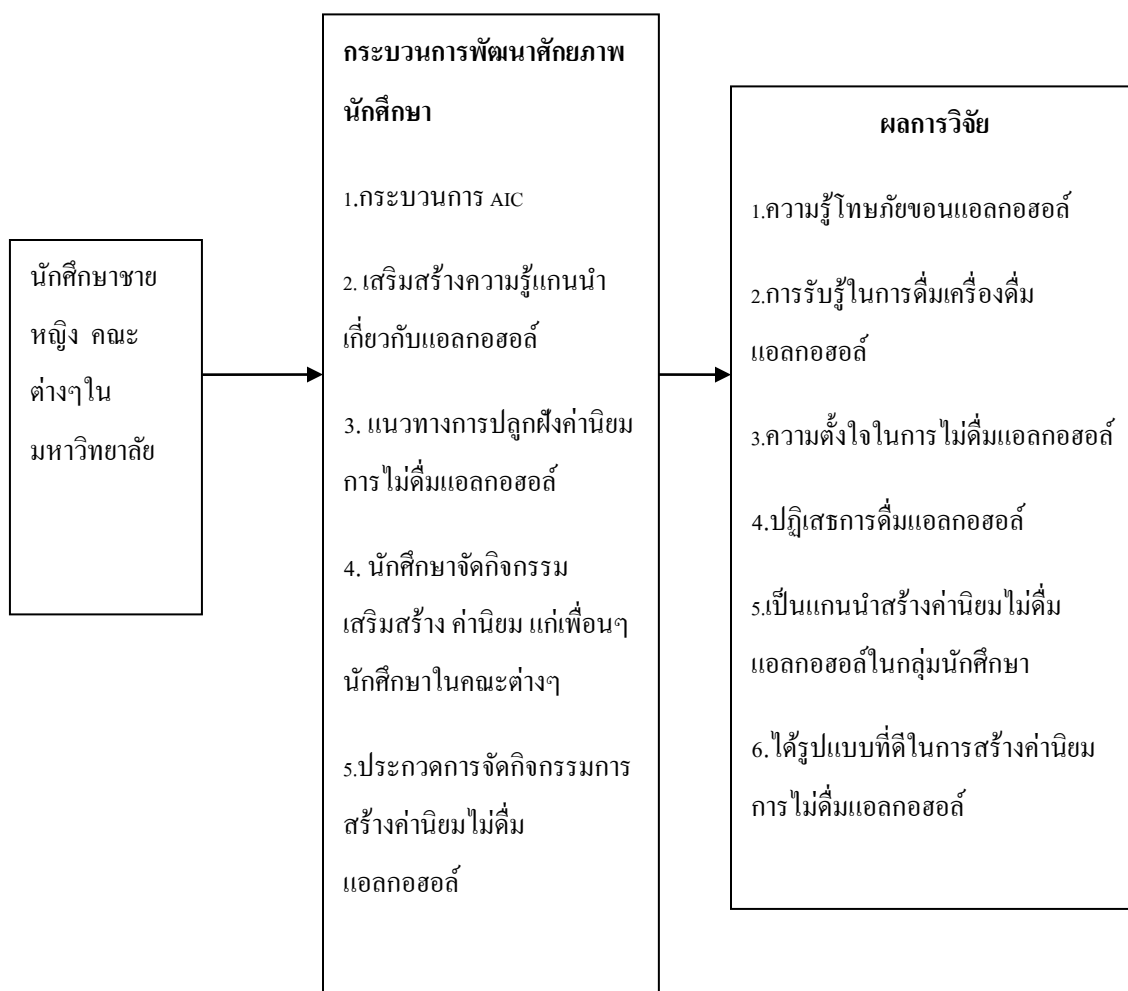 นักศึกษาชาย
หญิง คณะ
ต่างๆใน
มหาวิทยาลัย
กระบวนการพัฒนาศักยภาพ
นักศึกษา
1.กระบวนการ AIC
2. เสริมสร้างความรู้แกนนำ
เกี่ยวกับแอลกอฮอล์
3. แนวทางการปลูกฝังค่านิยม
การไม่ดื่มแอลกอฮอล์
4. นักศึกษาจัดกิจกรรม
เสริมสร้าง ค่านิยม แก่เพื่อนๆ
นักศึกษาในคณะต่างๆ
5.ประกวดการจัดกิจกรรมการ
สร้างค่านิยมไม่ดื่ม
แอลกอฮอล์
ผลการวิจัย
1.ความรู้โทษภัยขอนแอลกอฮอล์
2.การรับรู้ในการดื่มเครื่องดื่ม
แอลกอฮอล์
3.ความตั้งใจในการไม่ดื่มแอลกอฮอล์
4.ปฏิเสธการดื่มแอลกอฮอล์
5.เป็นแกนนำสร้างค่านิยมไม่ดื่ม
แอลกอฮอล์ในกลุ่มนักศึกษา
6.ได้รูปแบบที่ดีในการสร้างค่านิยม
การไม่ดื่มแอลกอฮอล์